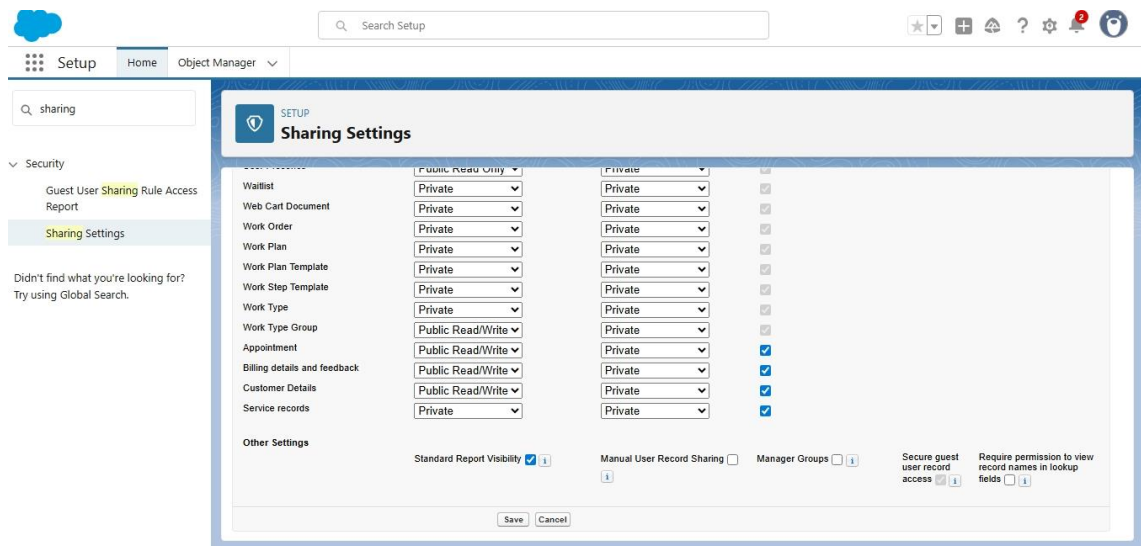 Search Setup
2
Setup Home Object Manager
sharing
Security
Guest User Sharing Rule Access
Report
Sharing Settings
Didn't find what you're looking for?
Try using Global Search.
SETUP
Sharing Settings
Public Read Only Private
Waitlist Private Private
Web Cart Document Private Private
Work Order Private Private
Work Plan Private Private
Work Plan Template Private Private
Work Step Template Private Private
Work Type Private Private
Work Type Group Public Read/Write Private
Appointment Public Read/Write Private
Billing details and feedback Public Read/Write Private
Customer Details Public Read/Write Private
Service records Private Private
Other Settings
Standard Report Visibility i
Manual User Record Sharing
i
Manager Groups i
Secure guest
user record
access i
Require permission to view
record names in lookup
fields i
Save Cancel